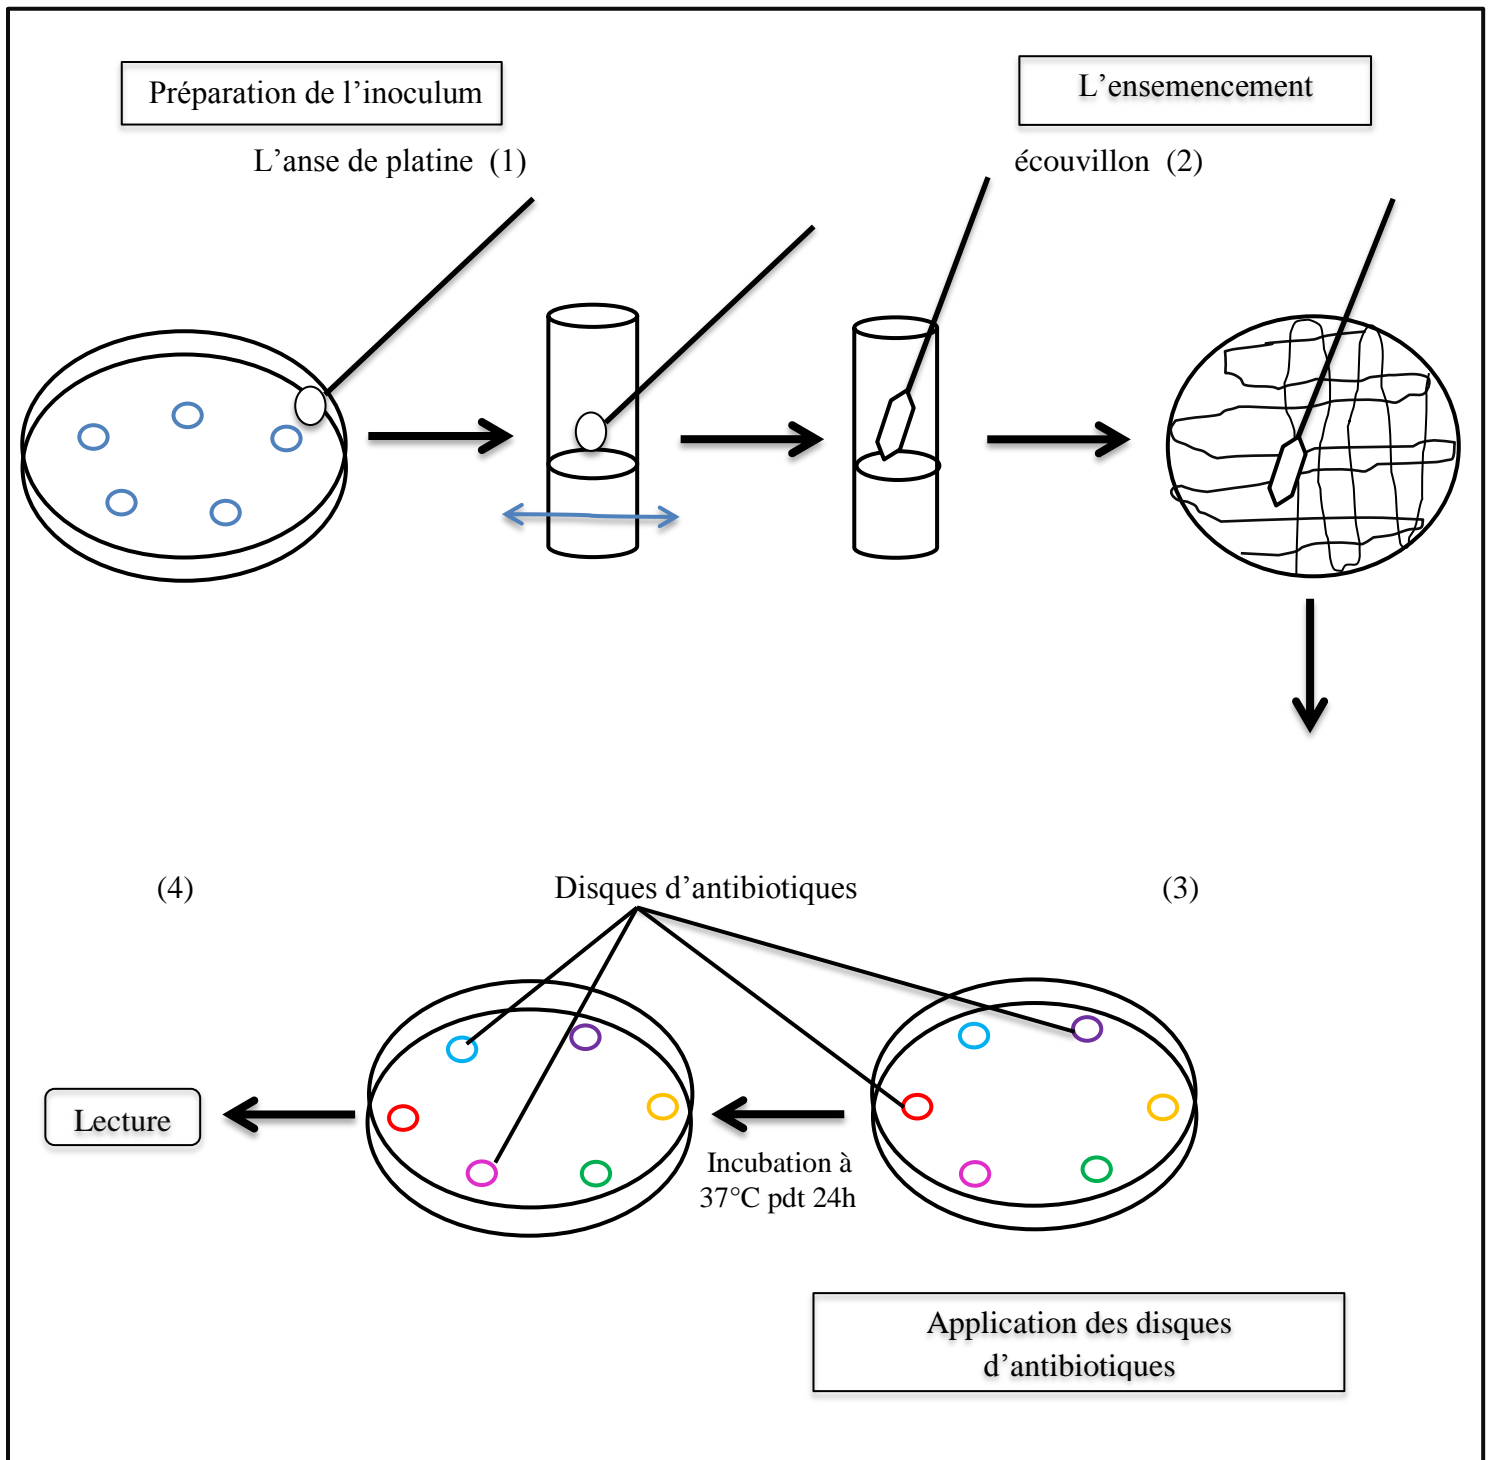 Préparation de l’inoculum
L’ensemencement
L’anse de platine (1)
écouvillon (2)
(4)
Disques d’antibiotiques
(3)
Lecture
Incubation à
37°C pdt 24h
Application des disques
d’antibiotiques